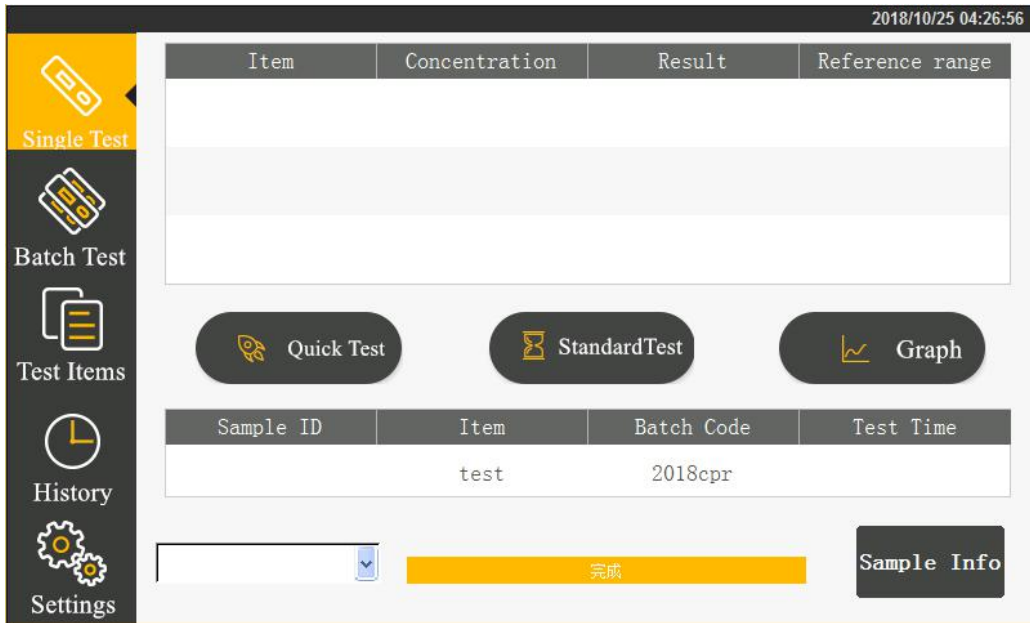 2018/10/25 04:26:56
Single Test
Batch Test
Test Items
History
Settings
Item Concentration Result Reference range
Quick Test StandardTest Graph
Sample ID Item Batch Code Test Time
test 2018cpr
完成
Sample Info